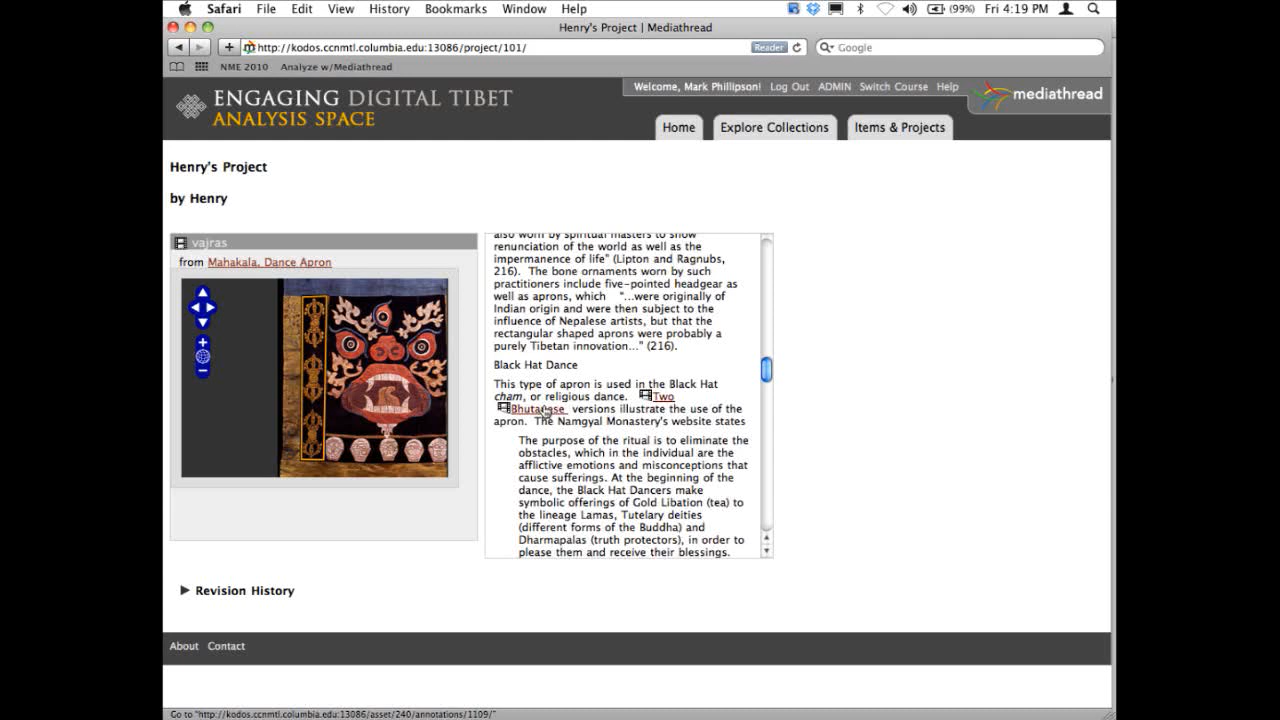 Safari File Edit View History Bookmarks Window Help (99%) Fri 4:19 PM
Henry's Project | Mediathread
http://kodos.ccnmtl.columbia.edu:13086/project/101/ Reader Google
NME 2010 Analyze w/Mediathread
Welcome, Mark Phillipson! Log Out ADMIN Switch Course Help
mediathread
ENGAGING DIGITAL TIBET
ANALYSIS SPACE
Home Explore Collections Items & Projects
Henry's Project
by Henry
vajras
from Mahakala, Dance Apron
also worn by spiritual masters to show
renunciation of the world as well as the
impermanence of life" (Lipton and Ragnubs,
216). The bone ornaments worn by such
practitioners include five-pointed headgear as
well as aprons, which "...were originally of
Indian origin and were then subject to the
influence of Nepalese artists, but that the
rectangular shaped aprons were probably a
purely Tibetan innovation..." (216).
Black Hat Dance
This type of apron is used in the Black Hat
cham, or religious dance. Two
Bhutanese versions illustrate the use of the
apron. The Namgyal Monastery's website states
The purpose of the ritual is to eliminate the
obstacles, which in the individual are the
afflictive emotions and misconceptions that
cause sufferings. At the beginning of the
dance, the Black Hat Dancers make
symbolic offerings of Gold Libation (tea) to
the lineage Lamas, Tutelary deities
(different forms of the Buddha) and
Dharmapalas (truth protectors), in order to
please them and receive their blessings.
Revision History
About Contact
Go to "http://kodos.ccnmtl.columbia.edu:13086/asset/240/annotations/1109/"